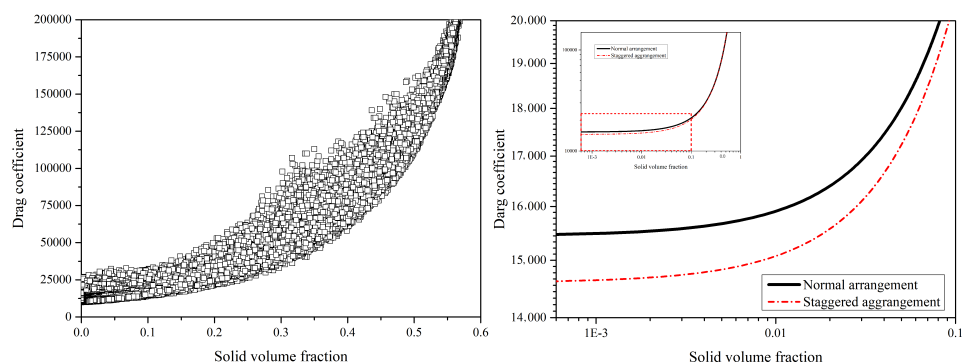 200000
175000
150000
125000
100000
75000
50000
25000
0
Drag coefficient
0.0 0.1 0.2 0.3 0.4 0.5 0.6
Solid volume fraction
20.000
19.000
18.000
17.000
16.000
15.000
14.000
Darg coefficient
1E-3 0.01 0.1
Solid volume fraction
Normal arrangement
Staggered aggrangement
100000
10000
Drag coefficient
Normal arrangement
Staggered aggangement
1E-3 0.01 0.1 1
Solid volume fraction